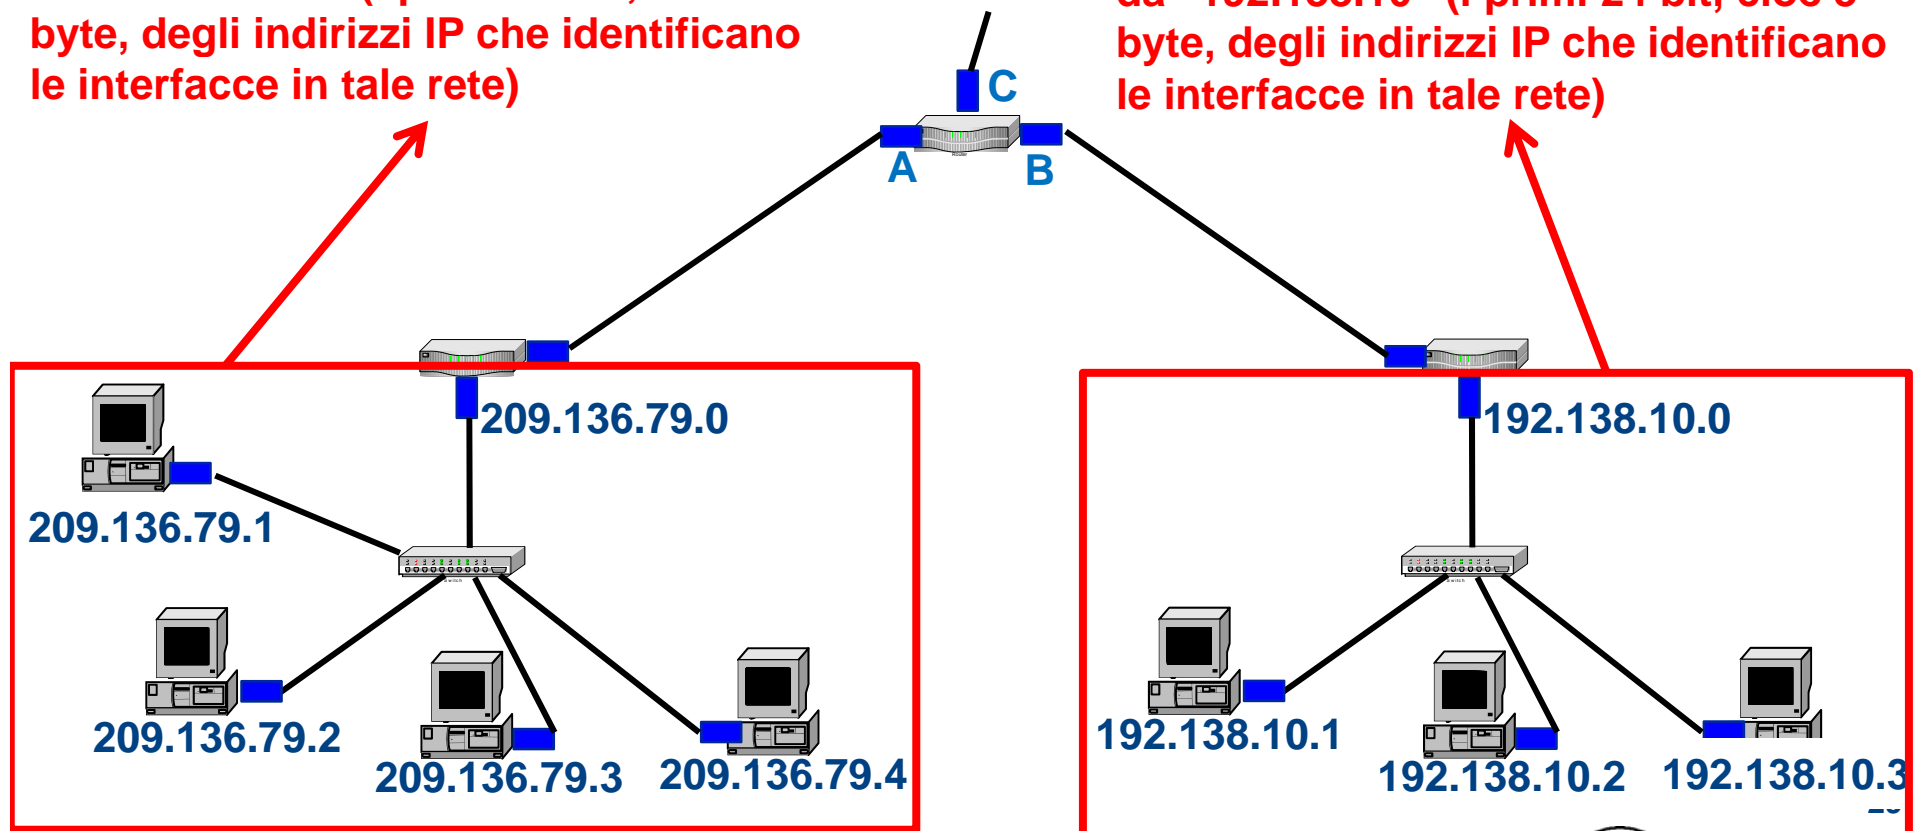 byte, degli indirizzi IP che identificano
le interfacce in tale rete)
byte, degli indirizzi IP che identificano
le interfacce in tale rete)
C
A
B
Router
209.136.79.0
192.138.10.0
209.136.79.1
Switch
Switch
209.136.79.2
209.136.79.3
209.136.79.4
192.138.10.1
192.138.10.2
192.138.10.3